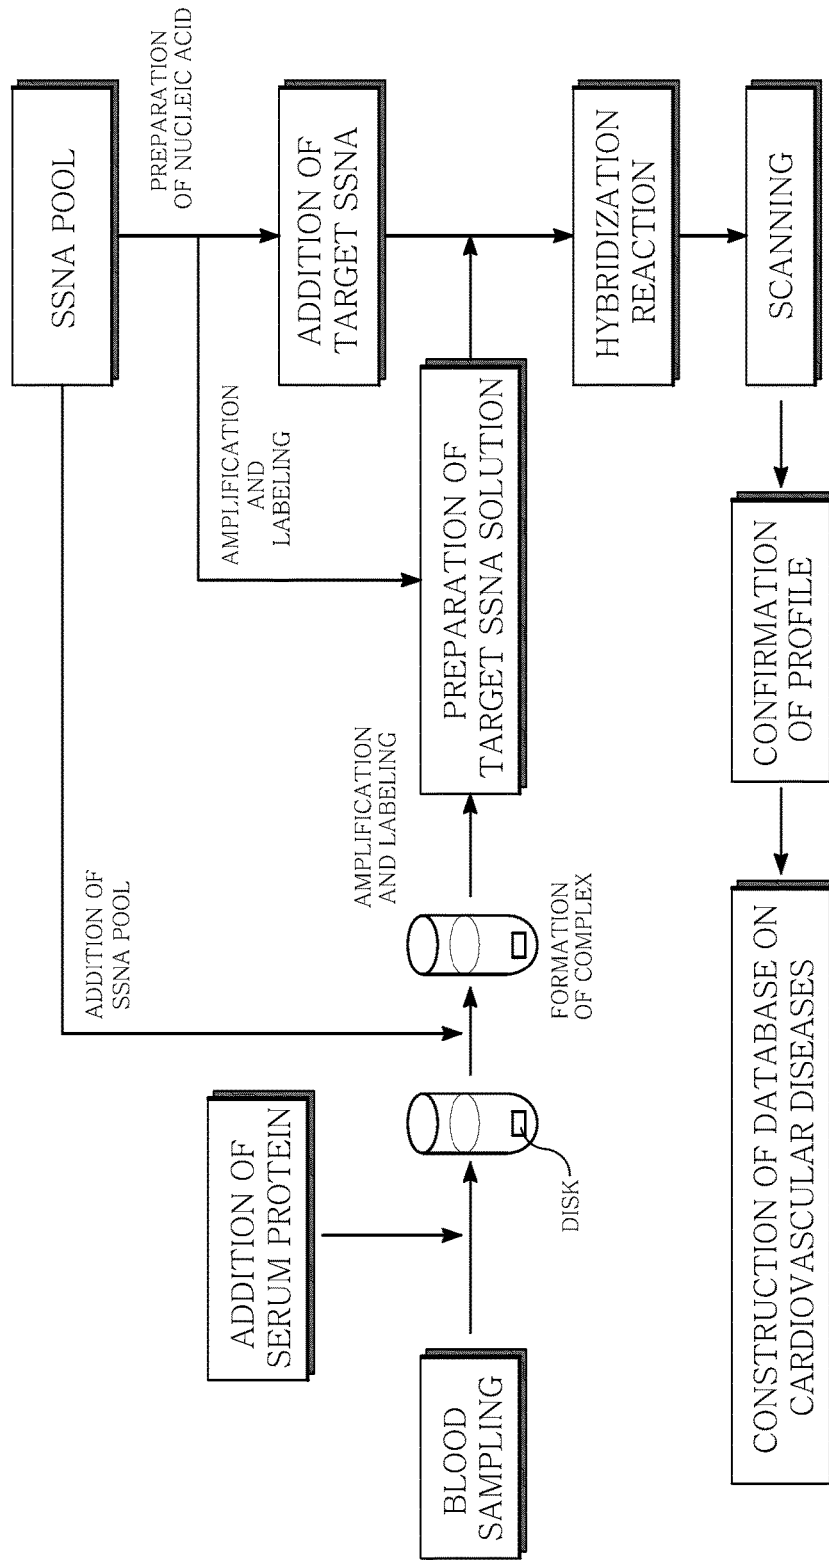 SSNA POOL
PREPARATION
OF NUCLEIC ACID
ADDITION OF
SSNA POOL
AMPLIFICATION
AND
LABELING
ADDITION OF
TARGET SSNA
ADDITION OF
SERUM PROTEIN
BLOOD
SAMPLING
DISK
FORMATION
OF COMPLEX
AMPLIFICATION
AND LABELING
PREPARATION OF
TARGET SSNA SOLUTION
HYBRIDIZATION
REACTION
SCANNING
CONFIRMATION
OF PROFILE
CONSTRUCTION OF DATABASE ON
CARDIOVASCULAR DISEASES